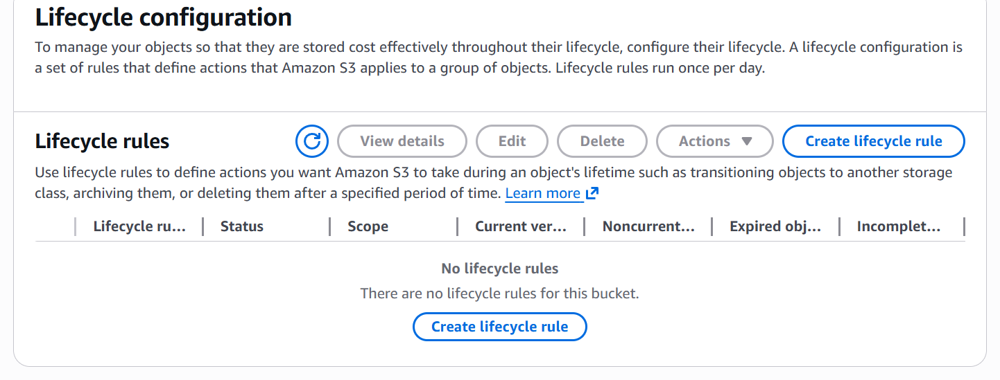 Lifecycle configuration
To manage your objects so that they are stored cost effectively throughout their lifecycle, configure their lifecycle. A lifecycle configuration is
a set of rules that define actions that Amazon S3 applies to a group of objects. Lifecycle rules run once per day.
Lifecycle rules
View details
Edit
Delete
Actions
Create lifecycle rule
Use lifecycle rules to define actions you want Amazon S3 to take during an object's lifetime such as transitioning objects to another storage
class, archiving them, or deleting them after a specified period of time. Learn more
Lifecycle ru... Status Scope Current ver... Noncurrent... Expired obj... Incomplet...
No lifecycle rules
There are no lifecycle rules for this bucket.
Create lifecycle rule